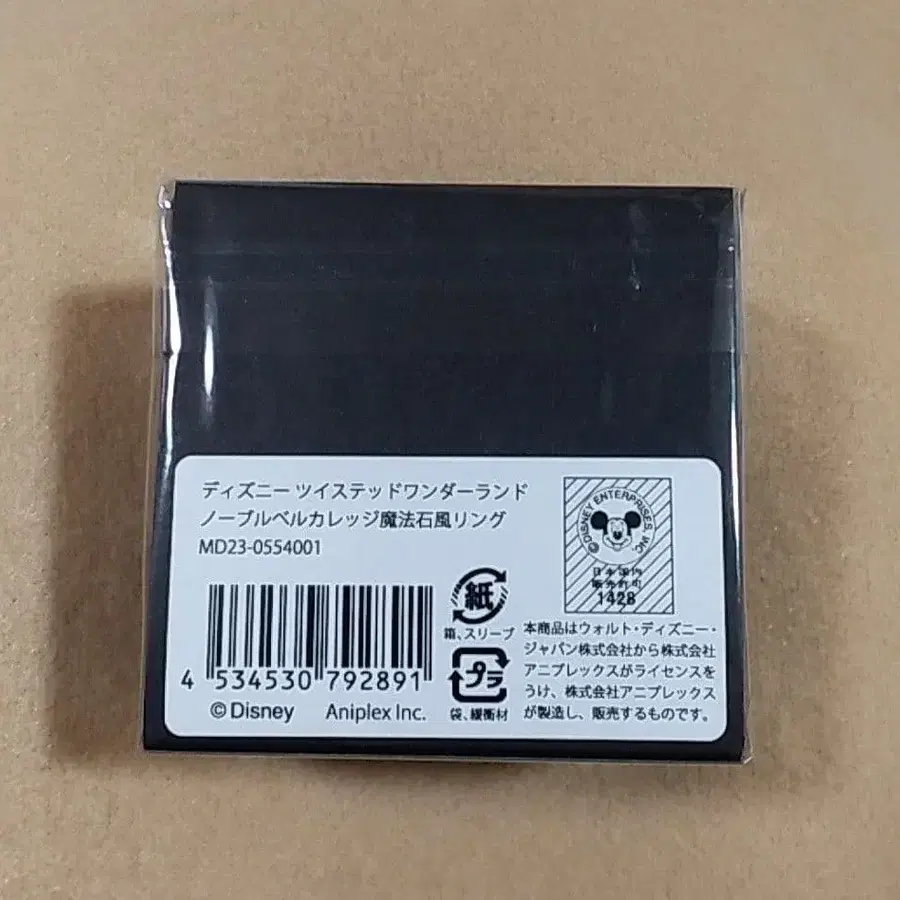 ディズニー ツイステッドワンダーランド
ノーブルベルカレッジ魔法石風リング
MD23-0554001
4 534530 792891
© Disney Aniplex Inc.
紙
箱、スリーブ
プラ
袋、緩衝材
© DISNEY ENTERPRISES, INC.
日本国内
販売許可
1428
本商品はウォルト・ディズニー・
ジャパン株式会社から株式会社
アニプレックスがライセンスを
うけ、株式会社アニプレックス
が製造し、販売するものです。